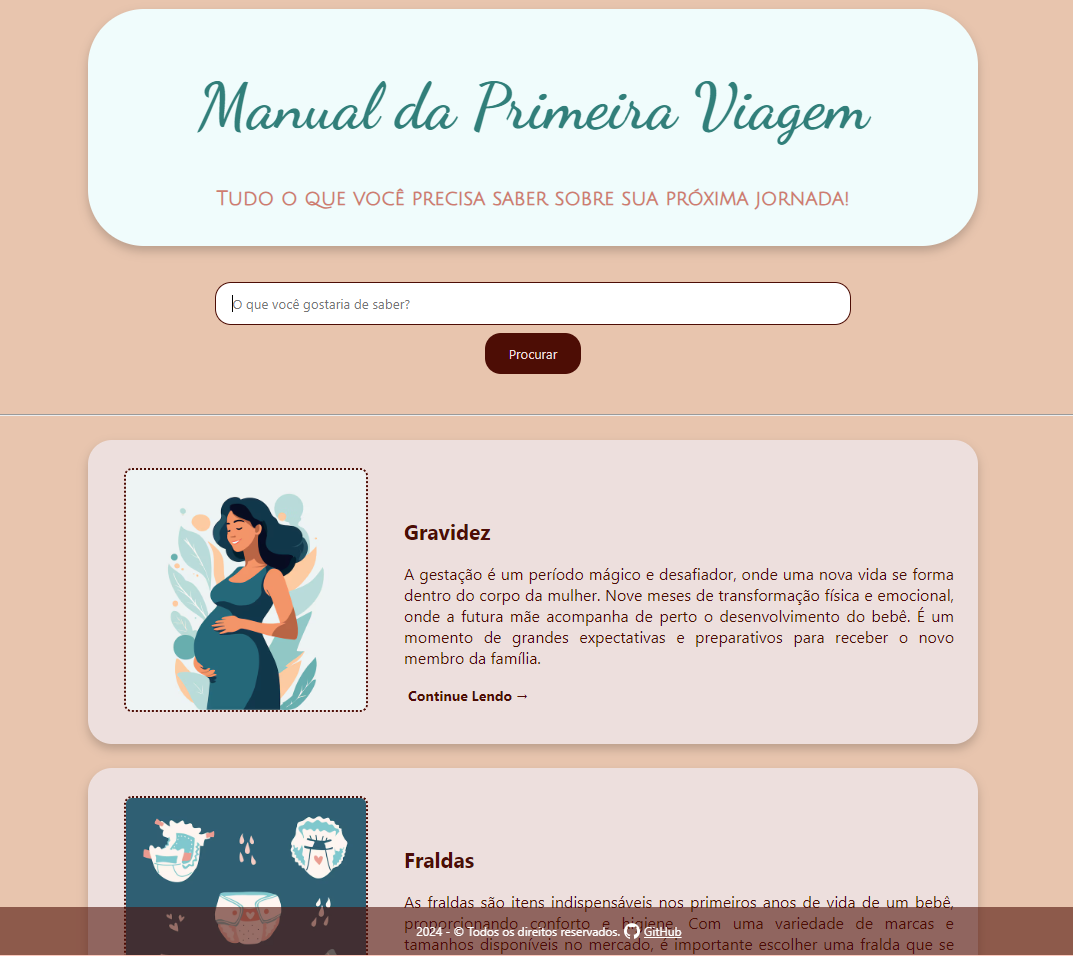 Manual da Primeira Viagem
Tudo o que você precisa saber sobre sua próxima jornada!
O que você gostaria de saber?
Procurar
Gravidez
A gestação é um período mágico e desafiador, onde uma nova vida se forma
dentro do corpo da mulher. Nove meses de transformação física e emocional,
onde a futura mãe acompanha de perto o desenvolvimento do bebê. É um
momento de grandes expectativas e preparativos para receber o novo
membro da família.
Continue Lendo →
Fraldas
As fraldas são itens indispensáveis nos primeiros anos de vida de um bebê,
proporcionando conforto e higiene. Com uma variedade de marcas e
2024 - © Todos os direitos reservados. GitHub
tamanhos disponíveis no mercado, é importante escolher uma fralda que se